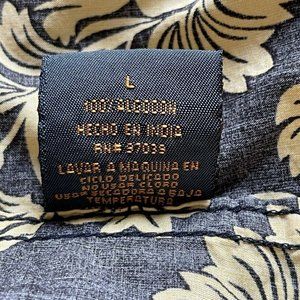 L
100% ALGODON
HECHO EN INDIA
RN# 37039
LAVAR A MAQUINA EN
CICLO DELICADO
NO USAR CLORO
USAR SECADORA A BAJA
TEMPERATURA